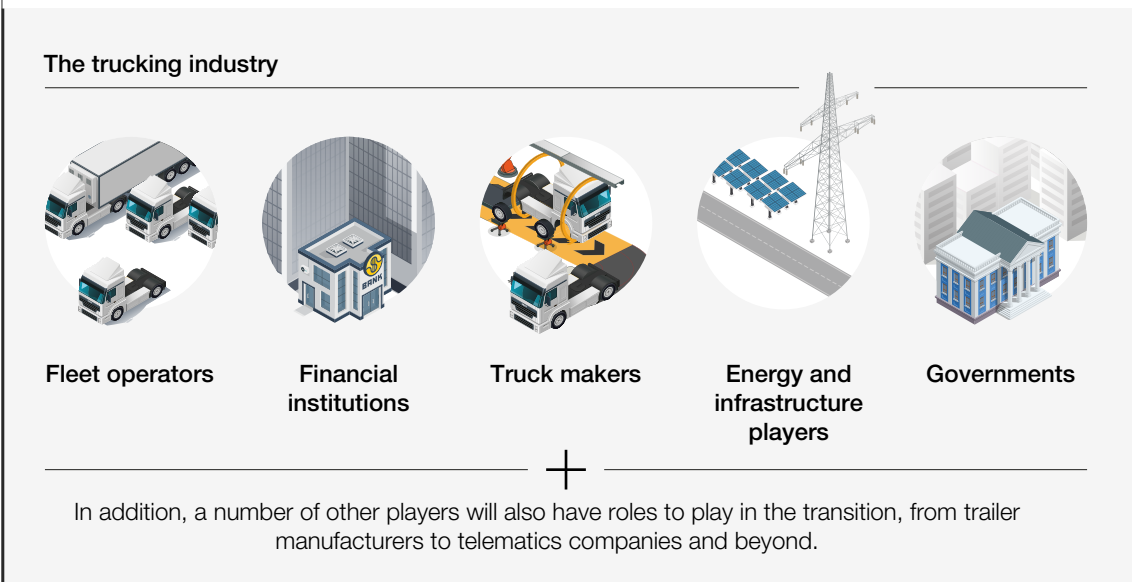 The trucking industry
BANK
Fleet operators
Financial
institutions
Truck makers
Energy and
infrastructure
players
Governments
In addition, a number of other players will also have roles to play in the transition, from trailer
manufacturers to telematics companies and beyond.